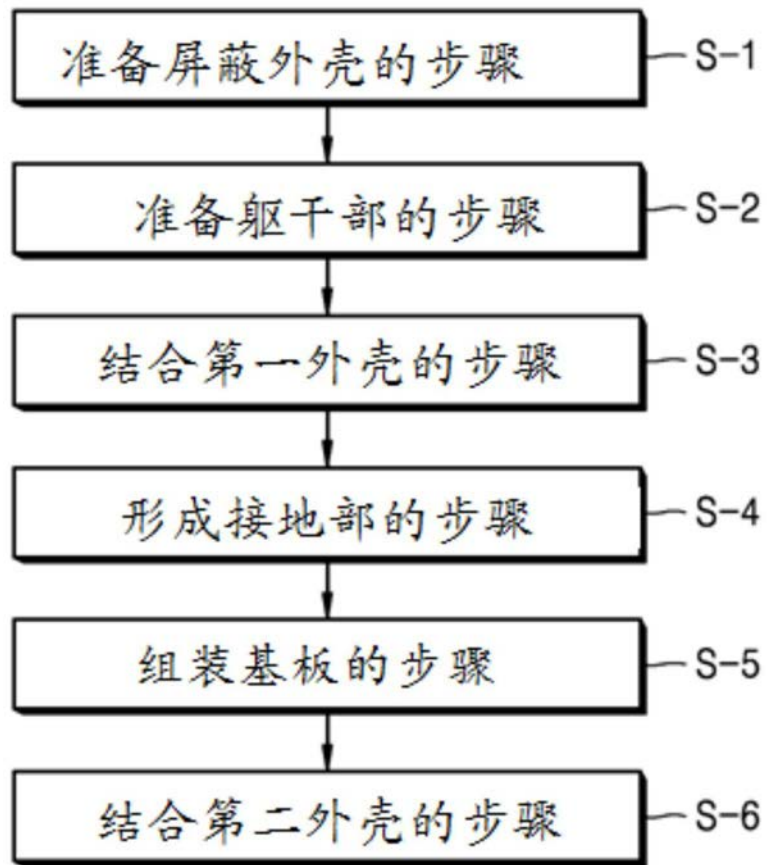 准备屏蔽外壳的步骤 S-1
准备躯干部的步骤 S-2
结合第一外壳的步骤 S-3
形成接地部的步骤 S-4
组装基板的步骤 S-5
结合第二外壳的步骤 S-6